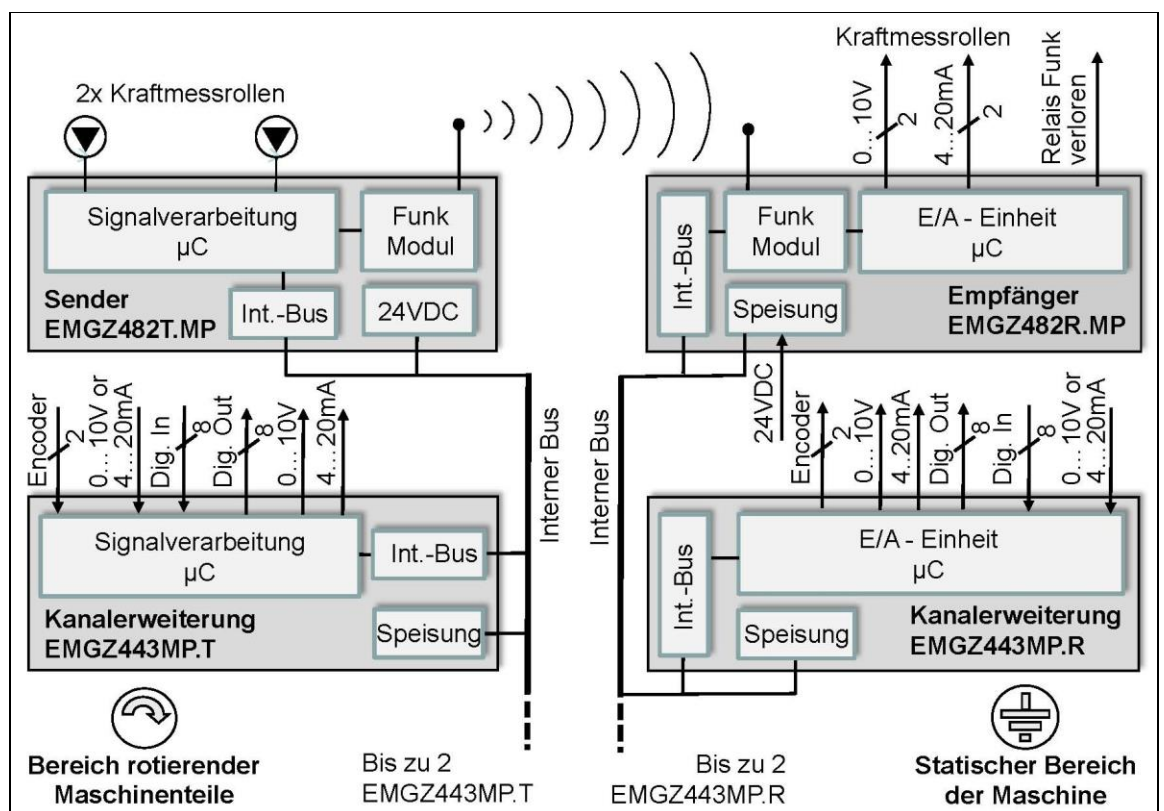 2x Kraftmessrollen
Signalverarbeitung
µC
Funk
Modul
Int.-Bus
24VDC
Sender
EMGZ482T.MP
Kraftmessrollen
0...10V
2
4...20mA
2
Relais Funk
verloren
Int.-Bus
Funk
Modul
E/A - Einheit
µC
Speisung
Empfänger
EMGZ482R.MP
24VDC
Encoder
2
0...10V or
4...20mA
Dig. In
8
Dig. Out
8
0...10V
4...20mA
Signalverarbeitung
µC
Int.-Bus
Speisung
Kanalerweiterung
EMGZ443MP.T
Interner Bus
Interner Bus
Encoder
2
0...10V
4..20mA
Dig. Out
8
Dig. In
8
0...10V or
4...20mA
Int.-Bus
E/A - Einheit
µC
Speisung
Kanalerweiterung
EMGZ443MP.R
Bereich rotierender
Maschinenteile
Bis zu 2
EMGZ443MP.T
Bis zu 2
EMGZ443MP.R
Statischer Bereich
der Maschine